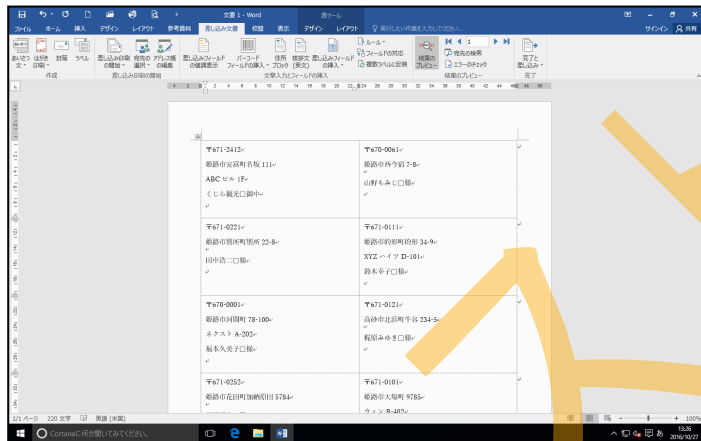 文書 1 - Word
表ツール
ファイル ホーム 挿入 デザイン レイアウト 参考資料 差し込み文書 校閲 表示 デザイン レイアウト 実行したい作業を入力してください...
サインイン 共有
あいさつ文 はがき印刷 封筒 ラベル
差し込み印刷の開始 宛先の選択 アドレス帳の編集
差し込みフィールドの強調表示 バーコードフィールドの挿入 住所ブロック 挨拶文(英文) 差し込みフィールドの挿入
ルール
フィールドの対応
複数ラベルに反映
結果のプレビュー
1
宛先の検索
エラーのチェック
完了と差し込み
作成 差し込み印刷の開始 文章入力とフィールドの挿入 結果のプレビュー 完了
〒671-2412
姫路市安富町名坂 111
ABC ビル 1F
くじら観光□御中
〒670-0061
姫路市西今宿 7-8
山野もみじ□様
〒671-0221
姫路市別所町別所 22-8
田中浩二□様
〒671-0111
姫路市的形町的形 34-9
XYZ ハイツ D-101
鈴木幸子□様
〒670-0001
姫路市河間町 78-100
ネクスト A-202
福本久美子□様
〒671-0121
高砂市北浜町牛谷 234-5
梶原みゆき□様
〒671-0252
姫路市花田町加納原田 5784
〒671-0101
姫路市大塩町 9785
ウィン B-402
1/1 ページ 220 文字 英語 (米国)
100%
Cortanaに何か聞いてみてください。
あ
13:26
2016/10/27